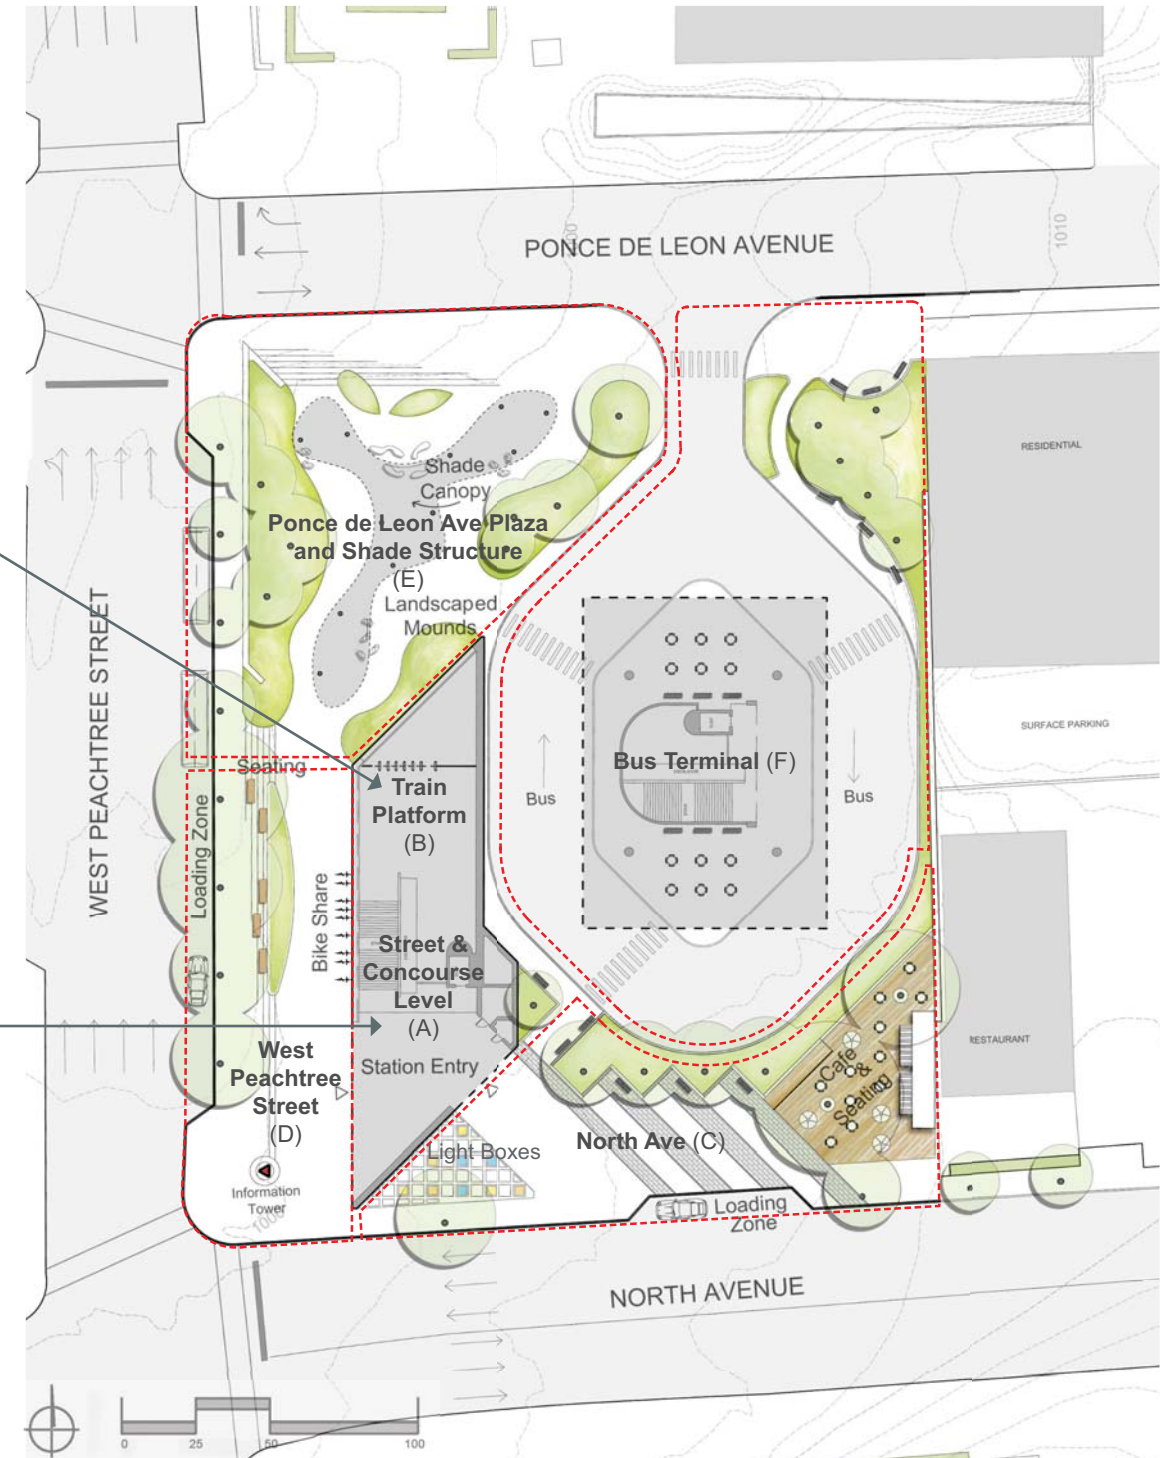 PONCE DE LEON AVENUE
1010
RESIDENTIAL
Shade
Canopy
Ponce de Leon Ave Plaza
and Shade Structure
(E)
Landscaped
Mounds
WEST PEACHTREE STREET
SURFACE PARKING
Seating
Bus Terminal (F)
Train
Platform
(B)
Bus
Bus
Loading Zone
Bike Share
Street &
Concourse
Level
(A)
Station Entry
West
Peachtree
Street
(D)
RESTAURANT
Cafe
&
Seating
North Ave (C)
Light Boxes
Information
Tower
1000
Loading
Zone
NORTH AVENUE
0 25 50 100